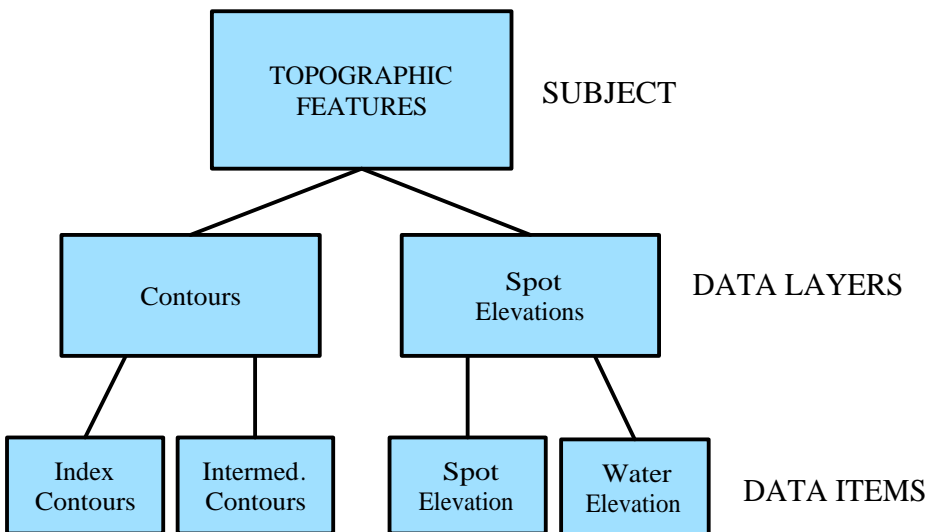 TOPOGRAPHIC
FEATURES
SUBJECT
Contours
Spot
Elevations
DATA LAYERS
Index
Contours
Intermed.
Contours
Spot
Elevation
Water
Elevation
DATA ITEMS